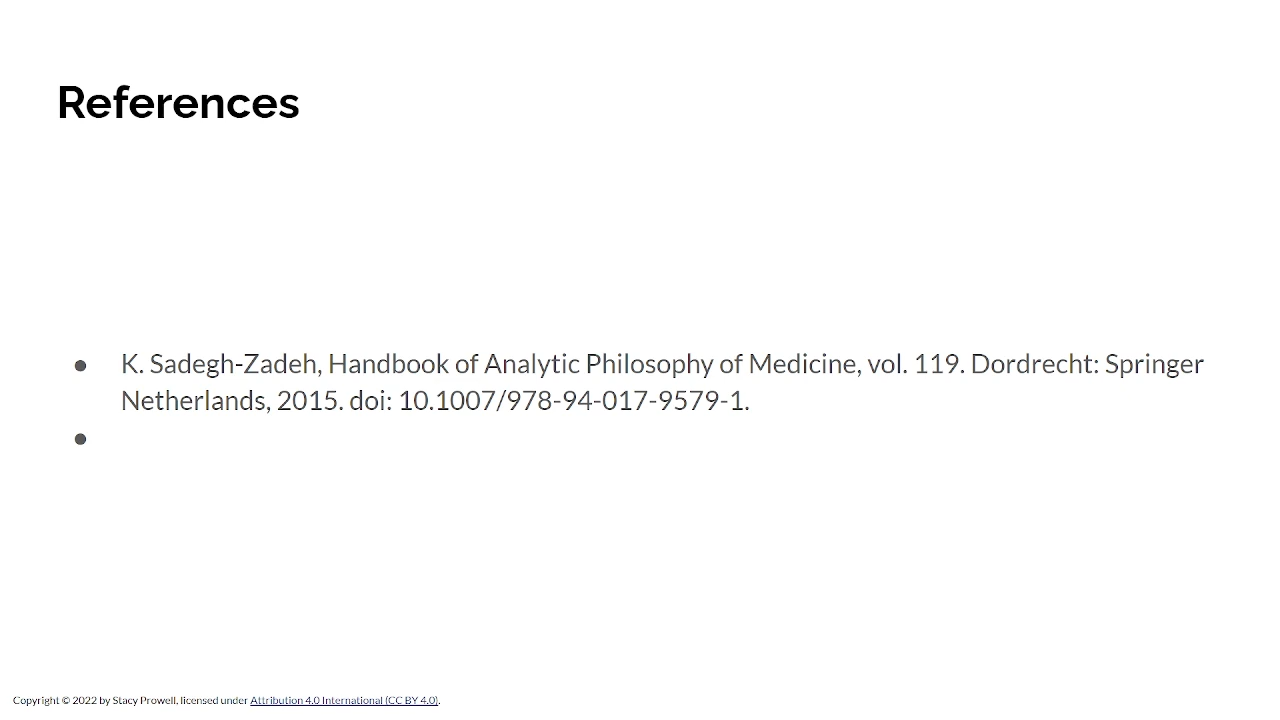 References
● K. Sadegh-Zadeh, Handbook of Analytic Philosophy of Medicine, vol. 119. Dordrecht: Springer
Netherlands, 2015. doi: 10.1007/978-94-017-9579-1.
●
Copyright © 2022 by Stacy Prowell, licensed under Attribution 4.0 International (CC BY 4.0).